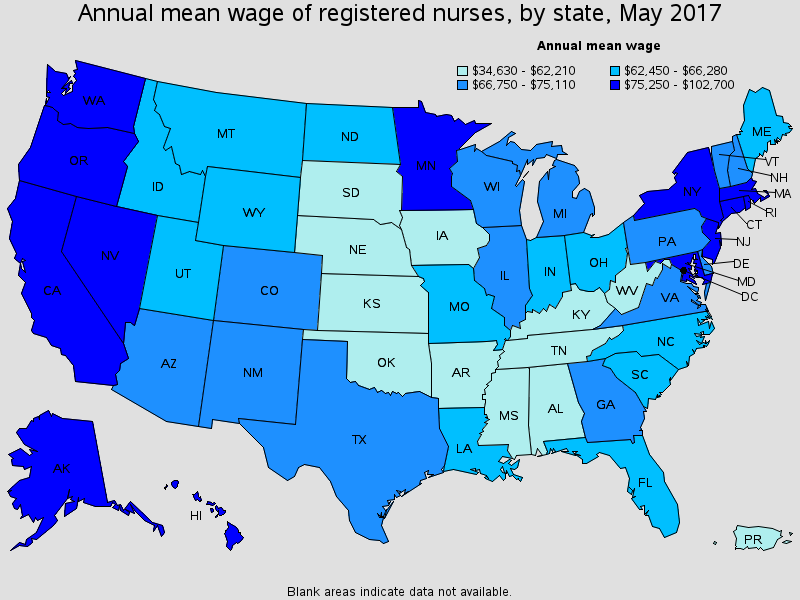 Annual mean wage of registered nurses, by state, May 2017
Annual mean wage
$34,630 - $62,210 $62,450 - $66,280
$66,750 - $75,110 $75,250 - $102,700
WA
MT
ND
MN
ME
OR
ID
SD
WI
VT
NH
WY
MI
NY
MA
RI
IA
CT
NV
NE
PA
NJ
UT
CO
IL
IN
OH
DE
CA
KS
MO
WV
VA
MD
DC
KY
AZ
NM
OK
AR
TN
NC
SC
MS
AL
GA
TX
LA
AK
FL
HI
PR
Blank areas indicate data not available.